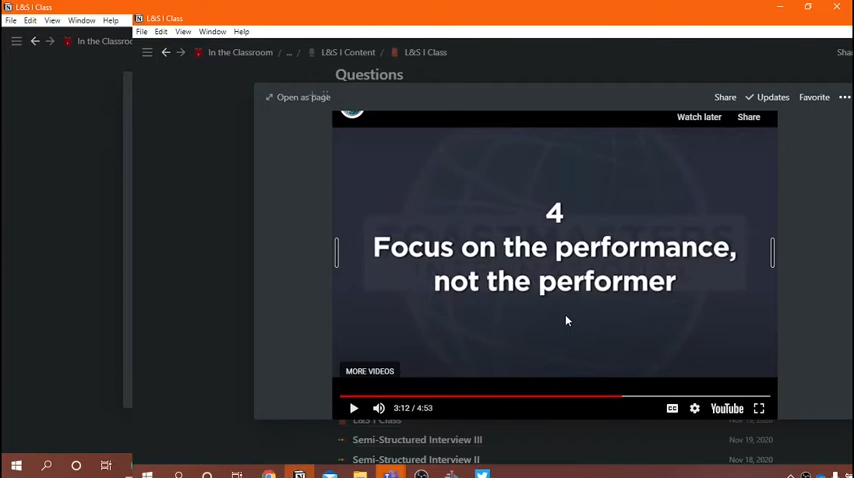 L&S I Class
File Edit View Window Help
In the Classroo
L&S I Class
File Edit View Window Help
In the Classroom / ... / L&S I Content / L&S I Class
Shar
Questions
Open as page
Share Updates Favorite
Watch later Share
4
Focus on the performance,
not the performer
MORE VIDEOS
3:12 / 4:53
CC
YouTube
L&S I Class
Semi-Structured Interview III Nov 19, 2020
Semi-Structured Interview II Nov 18, 2020